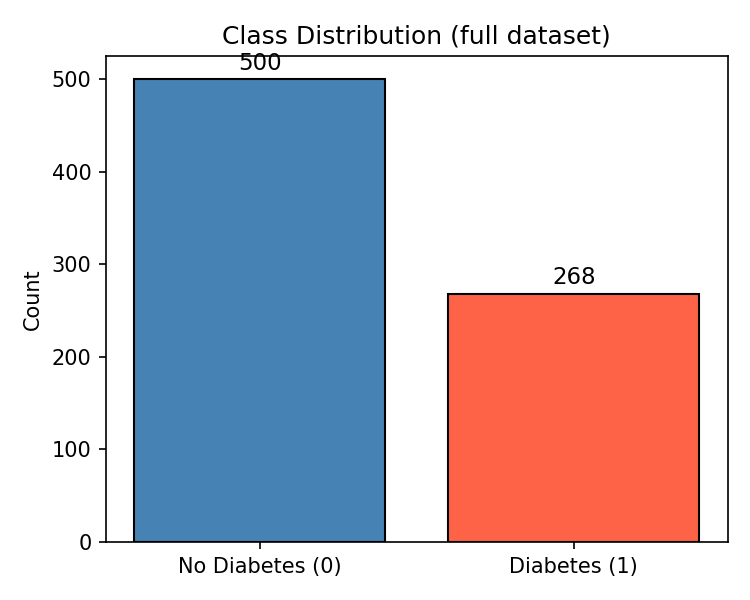 Class Distribution (full dataset)
500
268
500
400
300
200
100
0
Count
No Diabetes (0)
Diabetes (1)